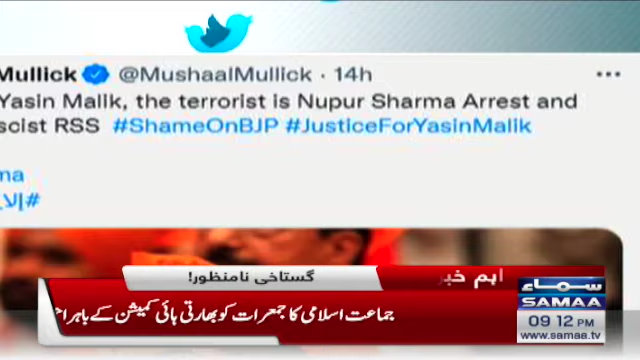 Mullick @MushaalMullick · 14h
Yasin Malik, the terrorist is Nupur Sharma Arrest and
scist RSS #ShameOnBJP #JusticeForYasinMalik
ma
گستاخی نامنظور!
اہم خبر
جماعت اسلامی کا جمعرات کو بھارتی ہائی کمیشن کے باہر
سماء
SAMAA
09:12 PM
www.samaa.tv